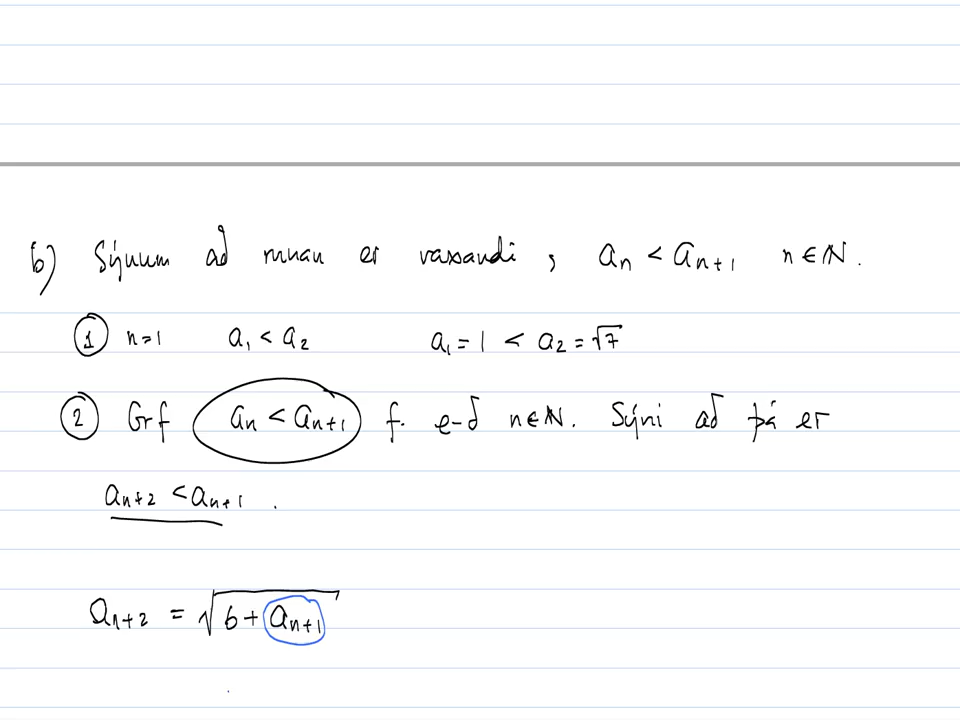 b) Sýnum að runan er vaxandi, aₙ < aₙ₊₁ n ∈ ℕ.
① n=1 a₁ < a₂ a₁ = 1 < a₂ = √7
② Grf aₙ < aₙ₊₁ f. e-ð n ∈ ℕ. Sýni að þá er
aₙ₊₂ < aₙ₊₁ .
aₙ₊₂ = √(6 + aₙ₊₁)